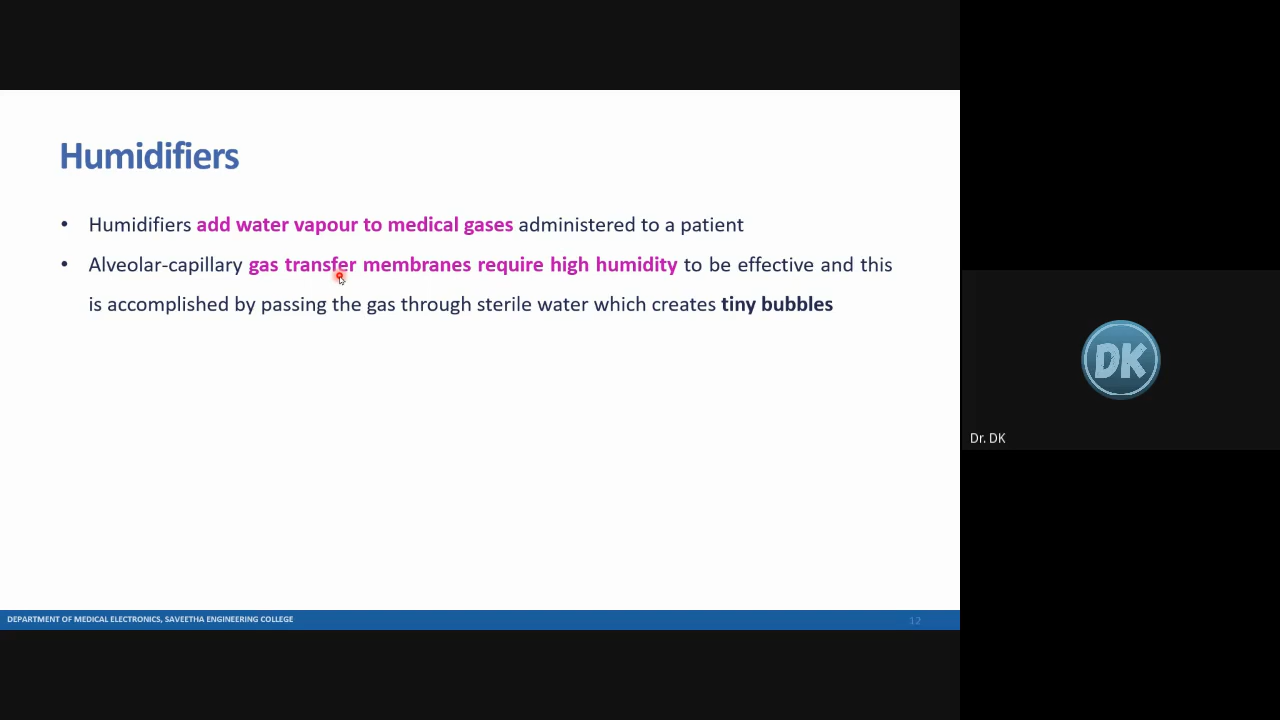 Humidifiers
• Humidifiers add water vapour to medical gases administered to a patient
• Alveolar-capillary gas transfer membranes require high humidity to be effective and this
is accomplished by passing the gas through sterile water which creates tiny bubbles
DK
Dr. DK
DEPARTMENT OF MEDICAL ELECTRONICS, SAVEETHA ENGINEERING COLLEGE
12